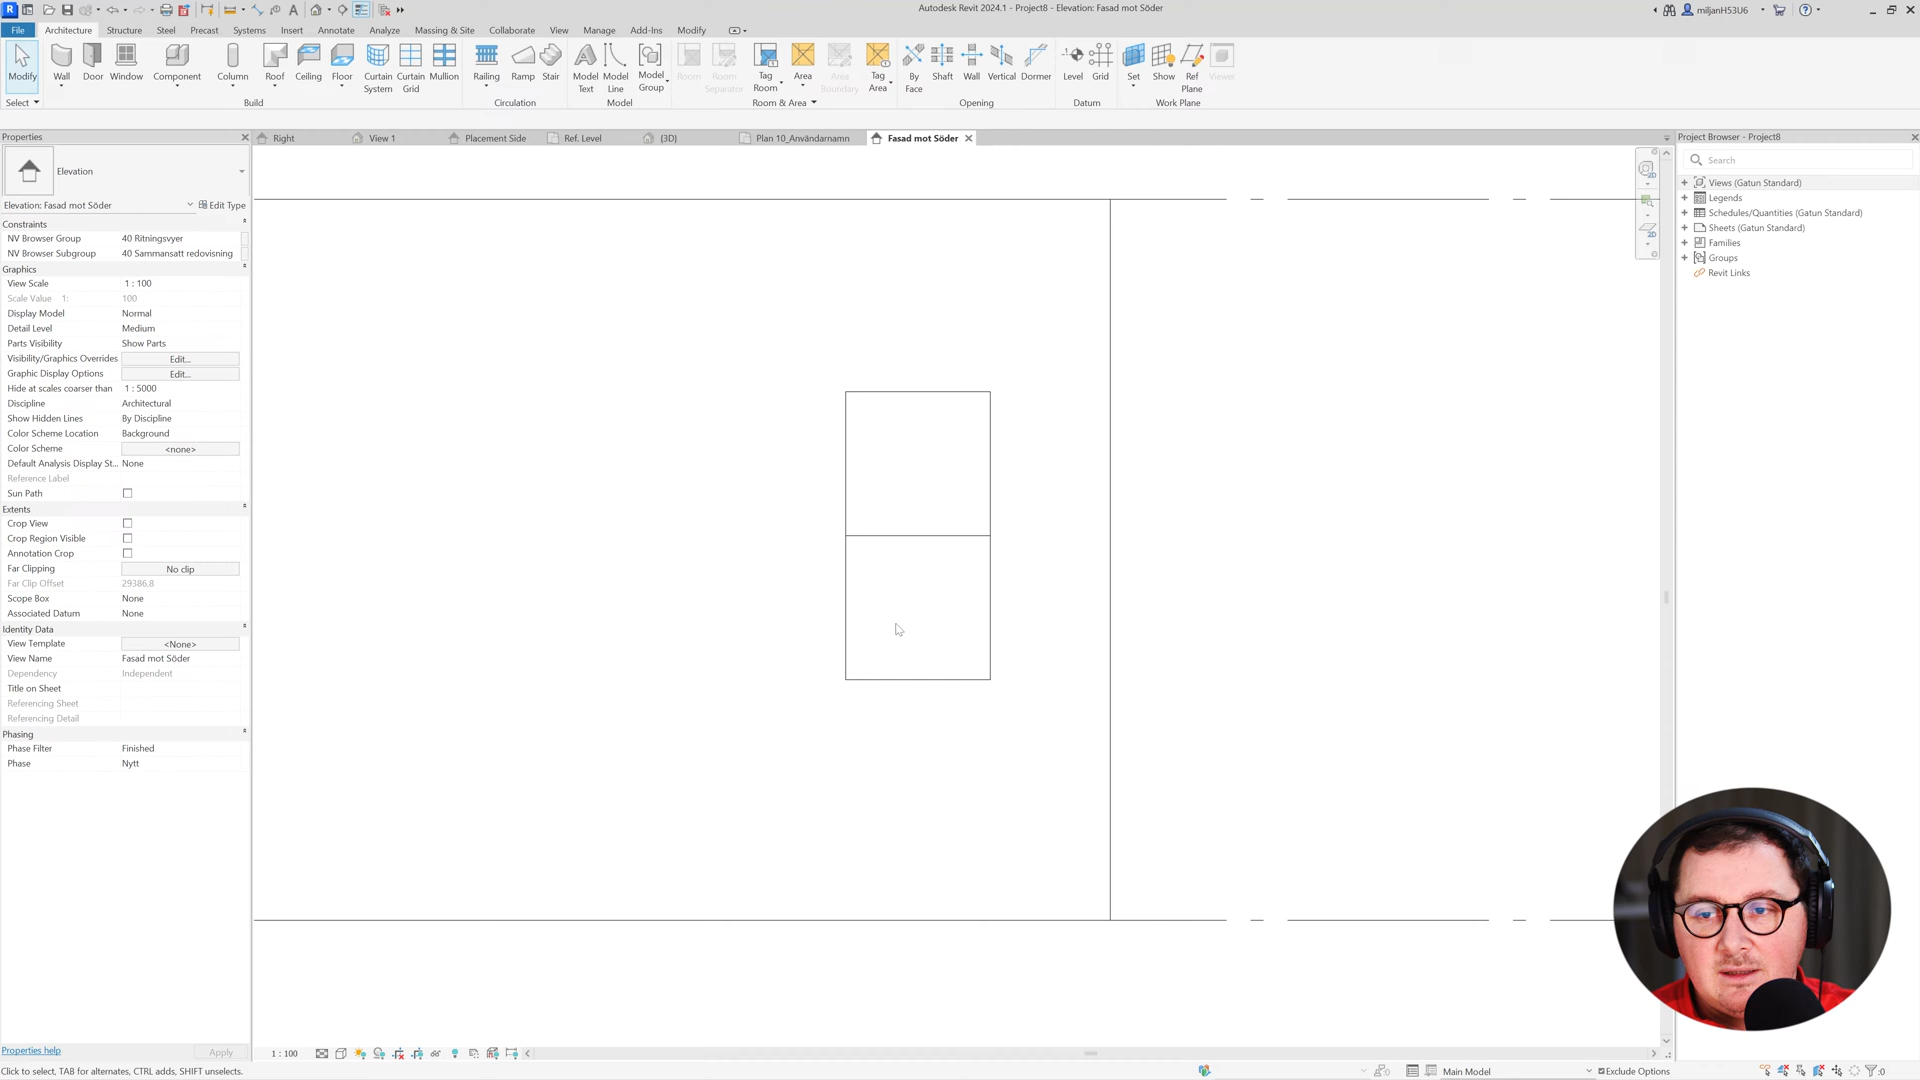 Autodesk Revit 2024.1 - Project8 - Elevation: Fasad mot Söder
miljanH53U6
File Architecture Structure Steel Precast Systems Insert Annotate Analyze Massing & Site Collaborate View Manage Add-Ins Modify
Modify Wall Door Window Component Column Roof Ceiling Floor Curtain System Curtain Grid Mullion Railing Ramp Stair Model Text Model Line Model Group Room Room Separator Tag Room Area Area Boundary Tag Area By Face Shaft Wall Vertical Dormer Level Grid Set Show Ref Plane Viewer
Select Build Circulation Model Room & Area Opening Datum Work Plane
Properties
Right View 1 Placement Side Ref. Level (3D) Plan 10_Användarnamn Fasad mot Söder
Project Browser - Project8
Elevation
Search
Elevation: Fasad mot Söder Edit Type
Constraints
NV Browser Group 40 Ritningsvyer
NV Browser Subgroup 40 Sammansatt redovisning
Graphics
View Scale 1 : 100
Scale Value 1: 100
Display Model Normal
Detail Level Medium
Parts Visibility Show Parts
Visibility/Graphics Overrides Edit...
Graphic Display Options Edit...
Hide at scales coarser than 1 : 5000
Discipline Architectural
Show Hidden Lines By Discipline
Color Scheme Location Background
Color Scheme <none>
Default Analysis Display St... None
Reference Label
Sun Path
Extents
Crop View
Crop Region Visible
Annotation Crop
Far Clipping No clip
Far Clip Offset 29386,8
Scope Box None
Associated Datum None
Identity Data
View Template <None>
View Name Fasad mot Söder
Dependency Independent
Title on Sheet
Referencing Sheet
Referencing Detail
Phasing
Phase Filter Finished
Phase Nytt
Views (Gatun Standard)
Legends
Schedules/Quantities (Gatun Standard)
Sheets (Gatun Standard)
Families
Groups
Revit Links
2D
2D
Properties help Apply
1 : 100
Click to select, TAB for alternates, CTRL adds, SHIFT unselects.
:0
Main Model
Exclude Options
:0